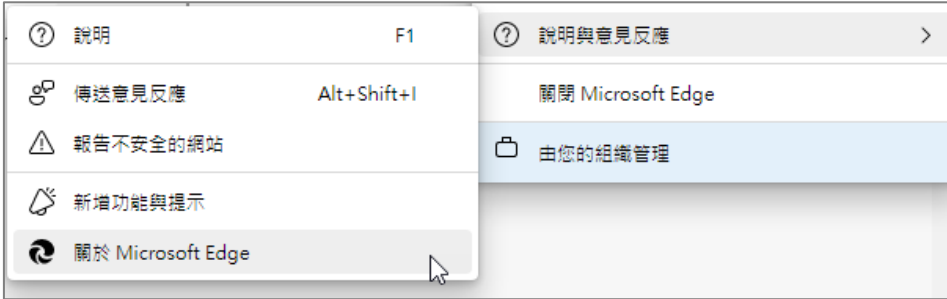 說明 F1
傳送意見反應 Alt+Shift+I
報告不安全的網站
新增功能與提示
關於 Microsoft Edge
說明與意見反應
關閉 Microsoft Edge
由您的組織管理